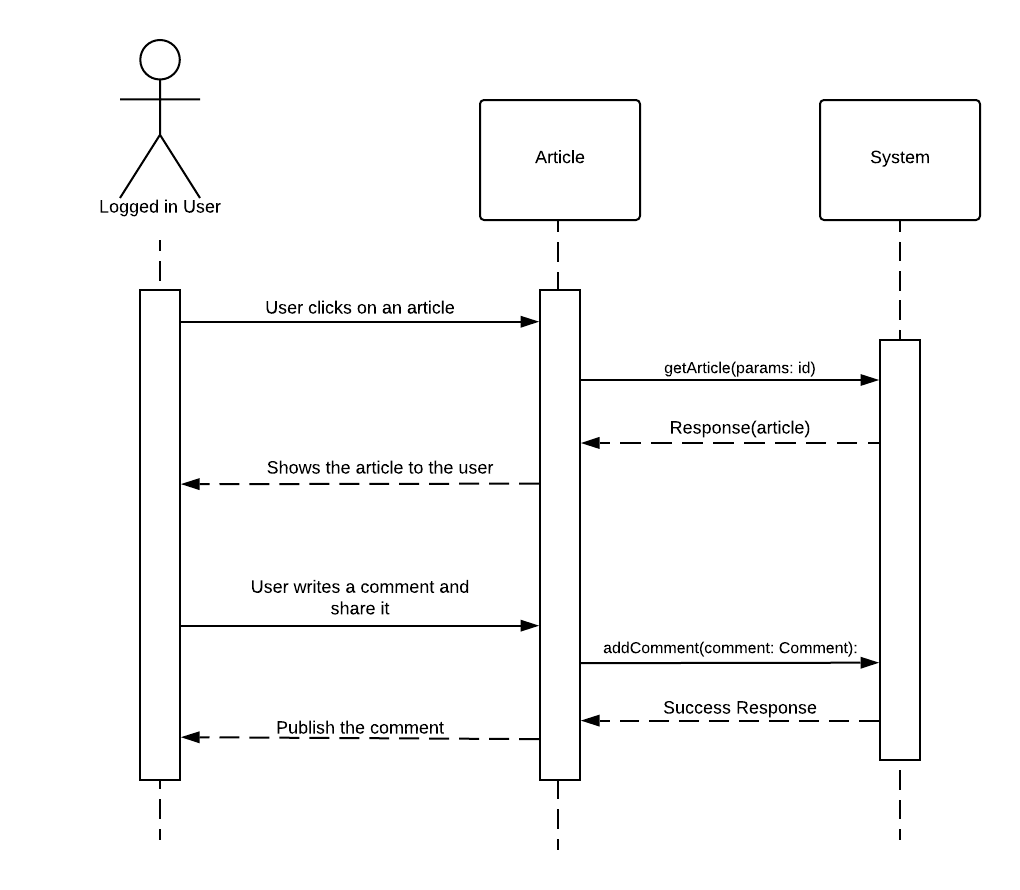 Logged in User
Article
System
User clicks on an article
getArticle(params: id)
Response(article)
Shows the article to the user
User writes a comment and
share it
addComment(comment: Comment):
Success Response
Publish the comment